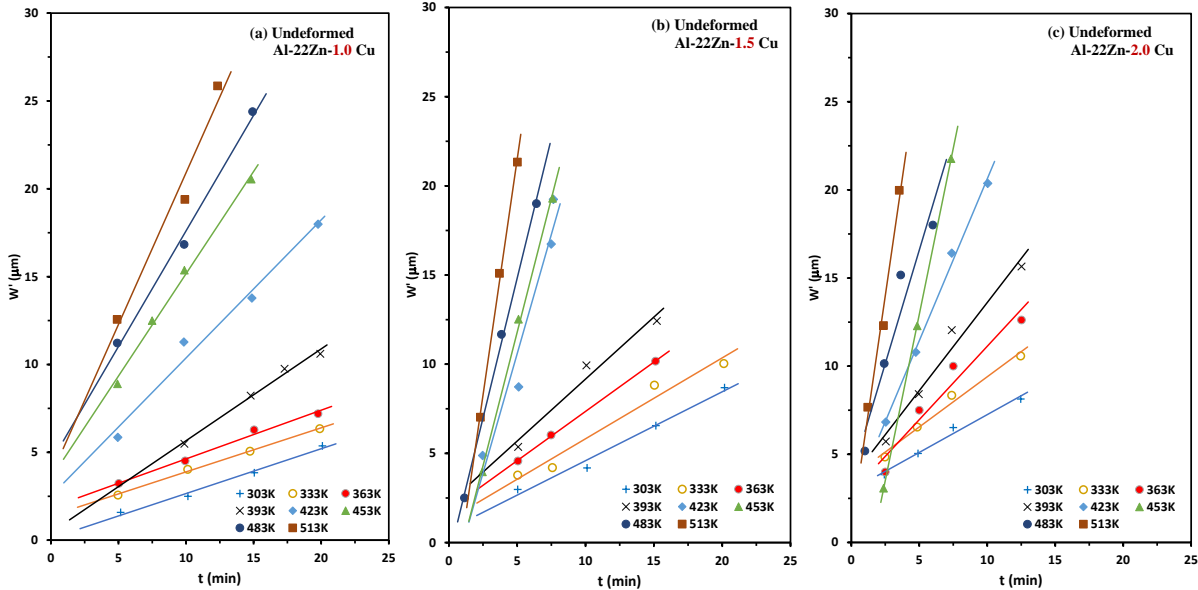 (a) Undeformed
Al-22Zn-1.0 Cu
W' (μm)
30
25
20
15
10
5
0
303K 333K 363K
393K 423K 453K
483K 513K
0 5 10 15 20 25
t (min)
(b) Undeformed
Al-22Zn-1.5 Cu
30
25
20
15
10
5
0
303K 333K 363K
393K 423K 453K
483K 513K
0 5 10 15 20 25
t (min)
(c) Undeformed
Al-22Zn-2.0 Cu
30
25
20
15
10
5
0
303K 333K 363K
393K 423K 453K
483K 513K
0 5 10 15 20 25
t (min)